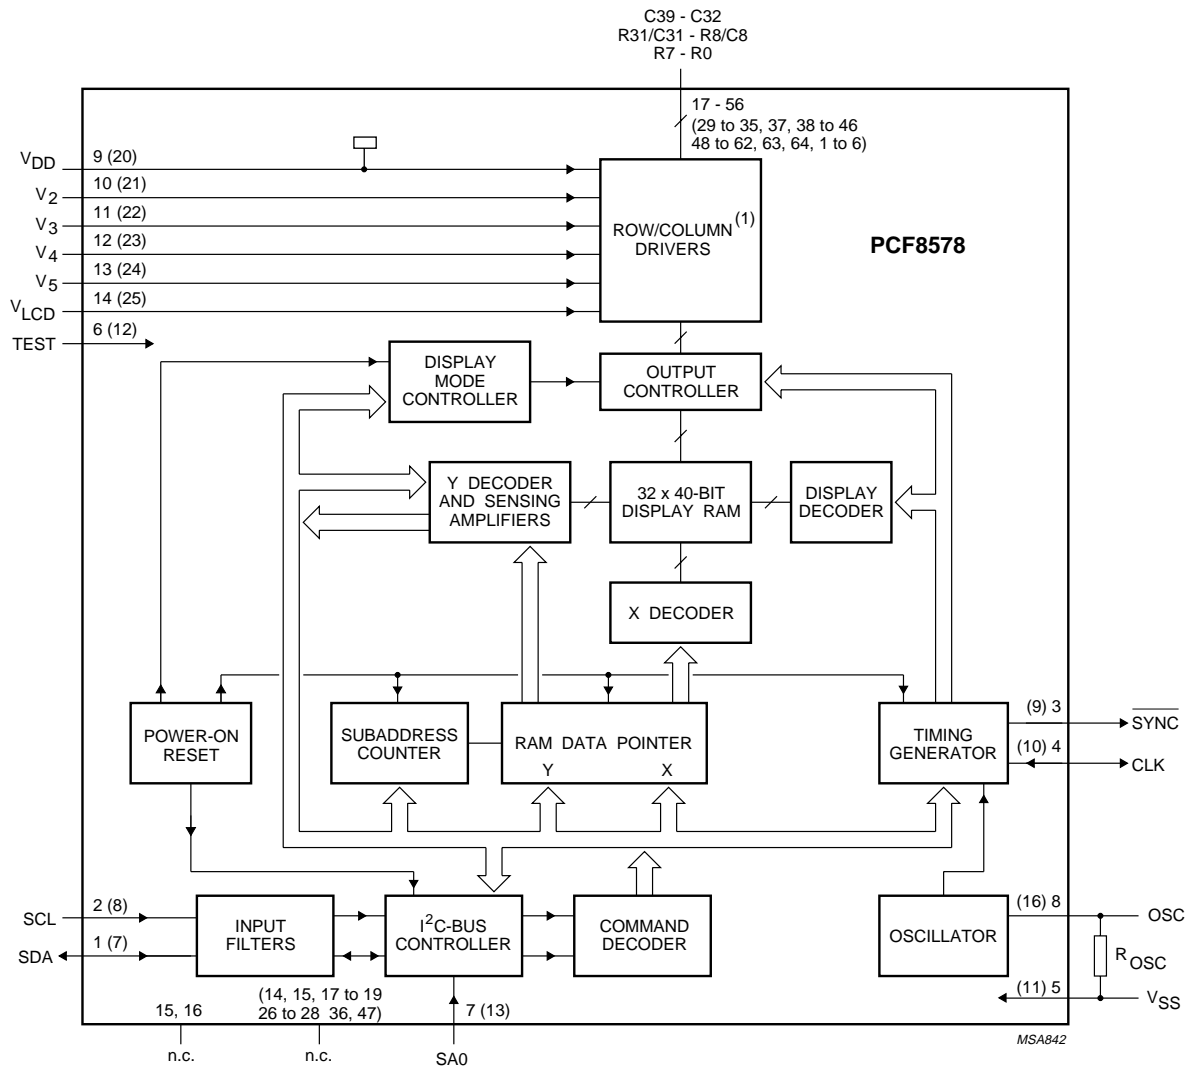 C39 - C32
R31/C31 - R8/C8
R7 - R0
17 - 56
(29 to 35, 37, 38 to 46
48 to 62, 63, 64, 1 to 6)
VDD
9 (20)
V2
10 (21)
V3
11 (22)
V4
12 (23)
V5
13 (24)
VLCD
14 (25)
TEST
6 (12)
ROW/COLUMN (1)
DRIVERS
PCF8578
DISPLAY
MODE
CONTROLLER
OUTPUT
CONTROLLER
Y DECODER
AND SENSING
AMPLIFIERS
32 x 40-BIT
DISPLAY RAM
DISPLAY
DECODER
X DECODER
POWER-ON
RESET
SUBADDRESS
COUNTER
RAM DATA POINTER
Y X
TIMING
GENERATOR
(9) 3
SYNC
(10) 4
CLK
SCL
2 (8)
SDA
1 (7)
INPUT
FILTERS
I2C-BUS
CONTROLLER
COMMAND
DECODER
OSCILLATOR
(16) 8
OSC
ROSC
(11) 5
VSS
15, 16
(14, 15, 17 to 19
26 to 28 36, 47)
7 (13)
n.c.
n.c.
SA0
MSA842